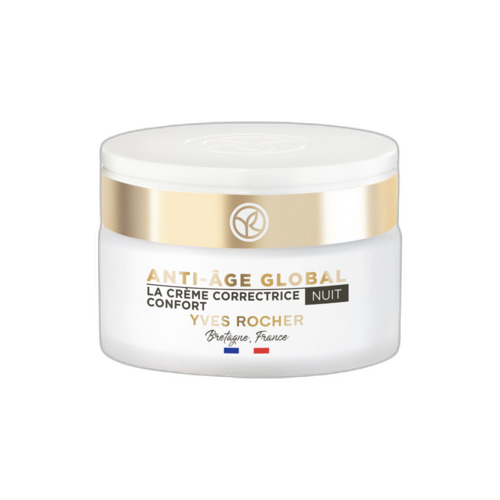 ANTI-ÂGE GLOBAL
LA CRÈME CORRECTRICE NUIT
CONFORT
YVES ROCHER
Bretagne, France